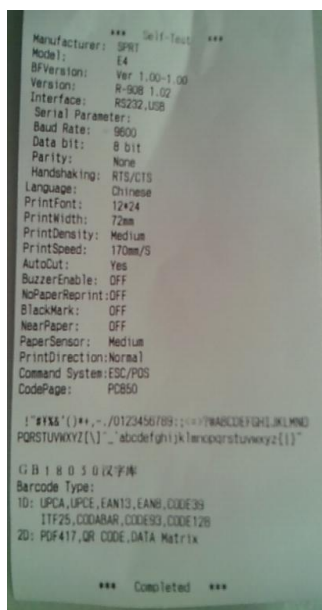 *** Self-Test ***
Manufacturer: SPRT
Model: E4
BFVersion: Ver 1.00-1.00
Version: R-908 1.02
Interface: RS232,USB
Serial Parameter:
Baud Rate: 9600
Data bit: 8 bit
Parity: None
Handshaking: RTS/CTS
Language: Chinese
PrintFont: 12*24
PrintWidth: 72mm
PrintDensity: Medium
PrintSpeed: 170mm/S
AutoCut: Yes
BuzzerEnable: OFF
NoPaperReprint:OFF
BlackMark: OFF
NearPaper: OFF
PaperSensor: Medium
PrintDirection:Normal
Command System:ESC/POS
CodePage: PC850
!"#$%&'()*+,-./0123456789:;<=>?@ABCDEFGHIJKLMNO
PQRSTUVWXYZ[\]^_`abcdefghijklmnopqrstuvwxyz{|}~
GB18030汉字库
Barcode Type:
1D: UPCA,UPCE,EAN13,EAN8,CODE39
ITF25,CODABAR,CODE93,CODE128
2D: PDF417,QR CODE,DATA Matrix
*** Completed ***